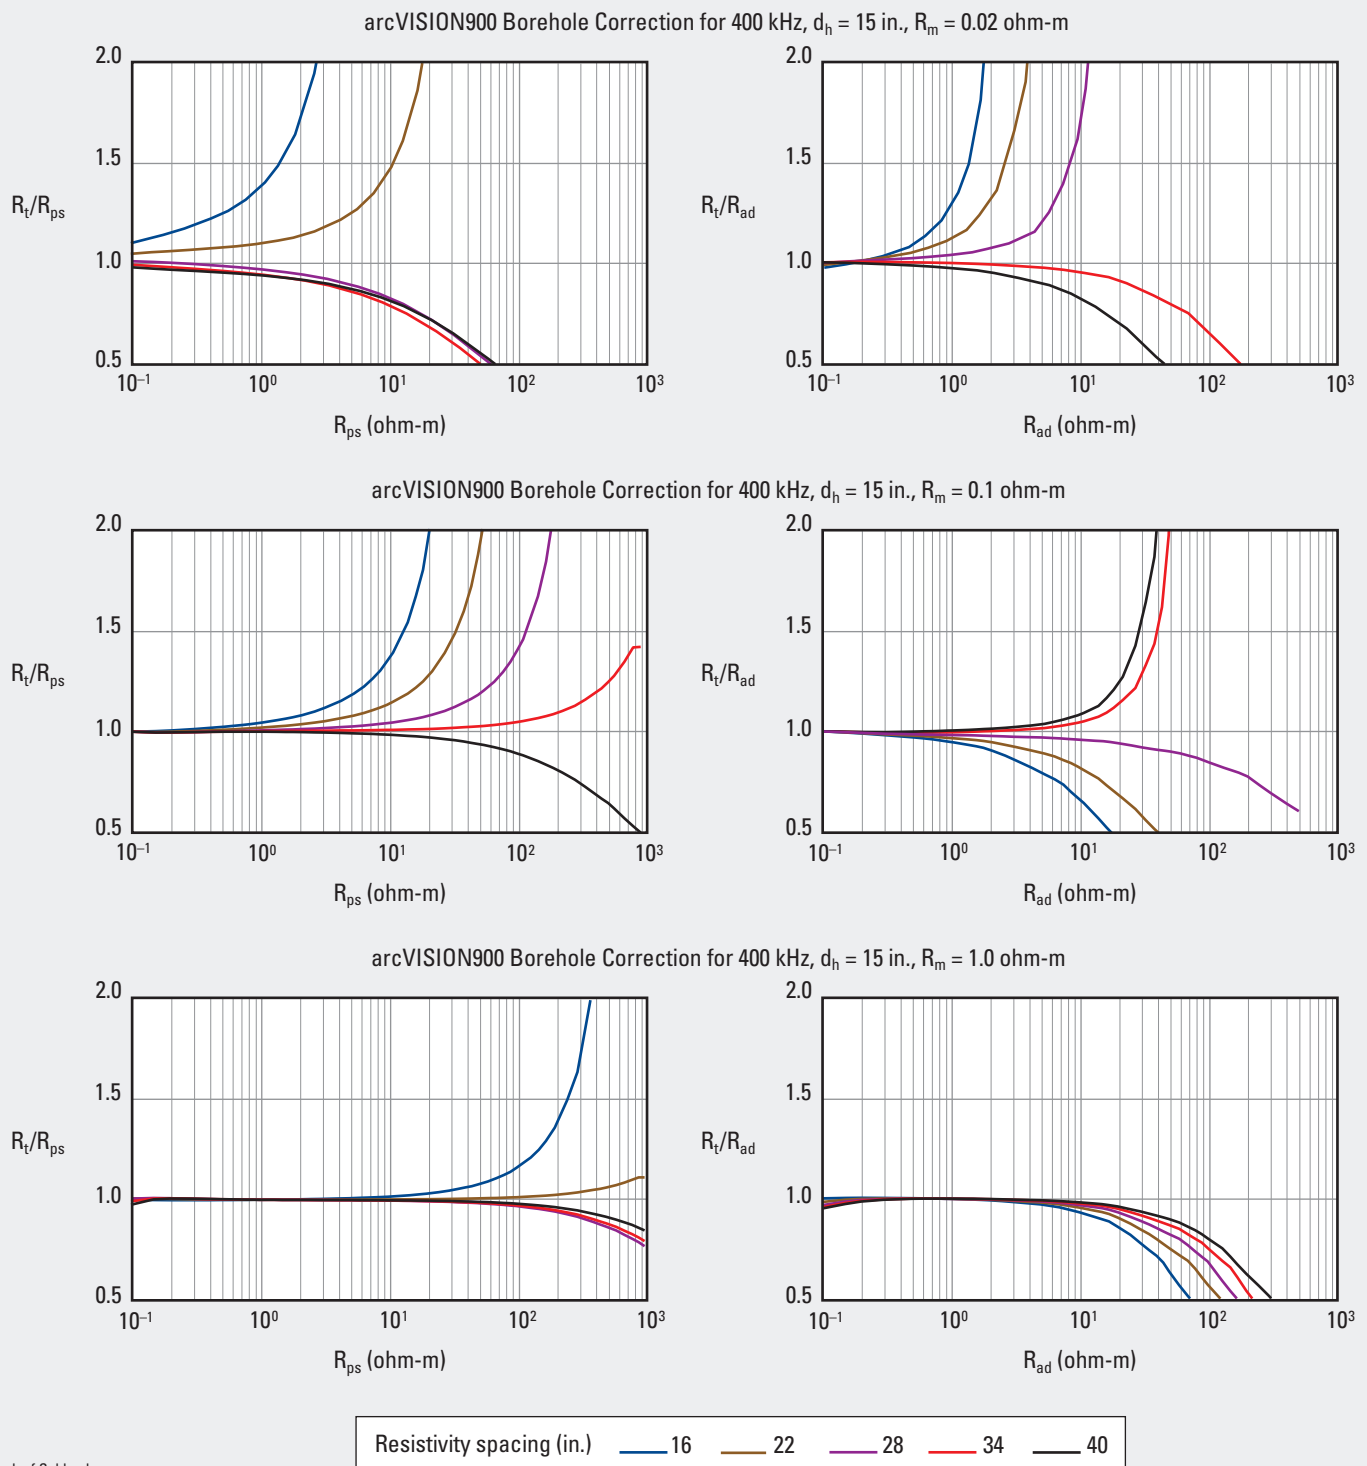 arcVISION900 Borehole Correction for 400 kHz, dh = 15 in., Rm = 0.02 ohm-m
2.0
1.5
Rt/Rps
1.0
0.5
10–1 100 101 102 103
Rps (ohm-m)
2.0
1.5
Rt/Rad
1.0
0.5
10–1 100 101 102 103
Rad (ohm-m)
arcVISION900 Borehole Correction for 400 kHz, dh = 15 in., Rm = 0.1 ohm-m
2.0
1.5
Rt/Rps
1.0
0.5
10–1 100 101 102 103
Rps (ohm-m)
2.0
1.5
Rt/Rad
1.0
0.5
10–1 100 101 102 103
Rad (ohm-m)
arcVISION900 Borehole Correction for 400 kHz, dh = 15 in., Rm = 1.0 ohm-m
2.0
1.5
Rt/Rps
1.0
0.5
10–1 100 101 102 103
Rps (ohm-m)
2.0
1.5
Rt/Rad
1.0
0.5
10–1 100 101 102 103
Rad (ohm-m)
Resistivity spacing (in.) 16 22 28 34 40